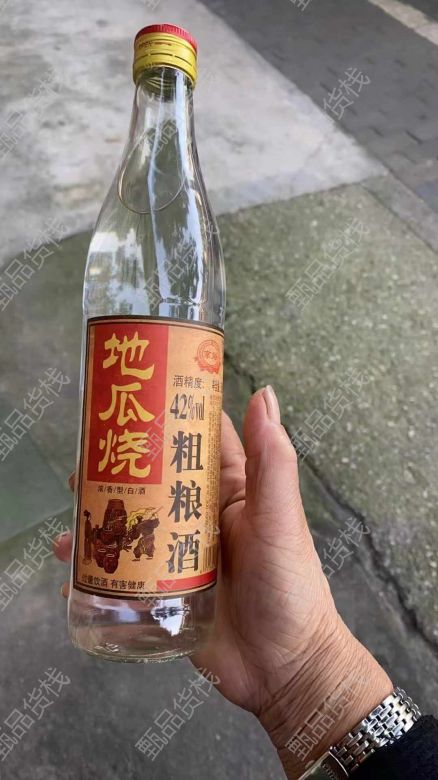 地瓜烧
浓/香/型/白/酒
酒精度:
42%vol
粗粮酒
过量饮酒 有害健康
甄品货栈